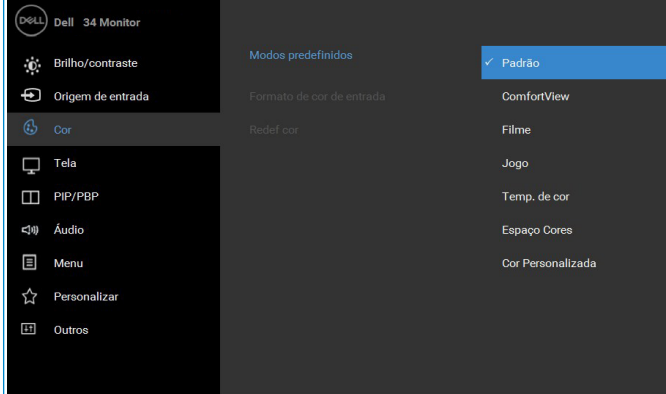 DELL
Dell 34 Monitor
Brilho/contraste
Origem de entrada
Cor
Tela
PIP/PBP
Áudio
Menu
Personalizar
Outros
Modos predefinidos
Formato de cor de entrada
Redef cor
Padrão
ComfortView
Filme
Jogo
Temp. de cor
Espaço Cores
Cor Personalizada